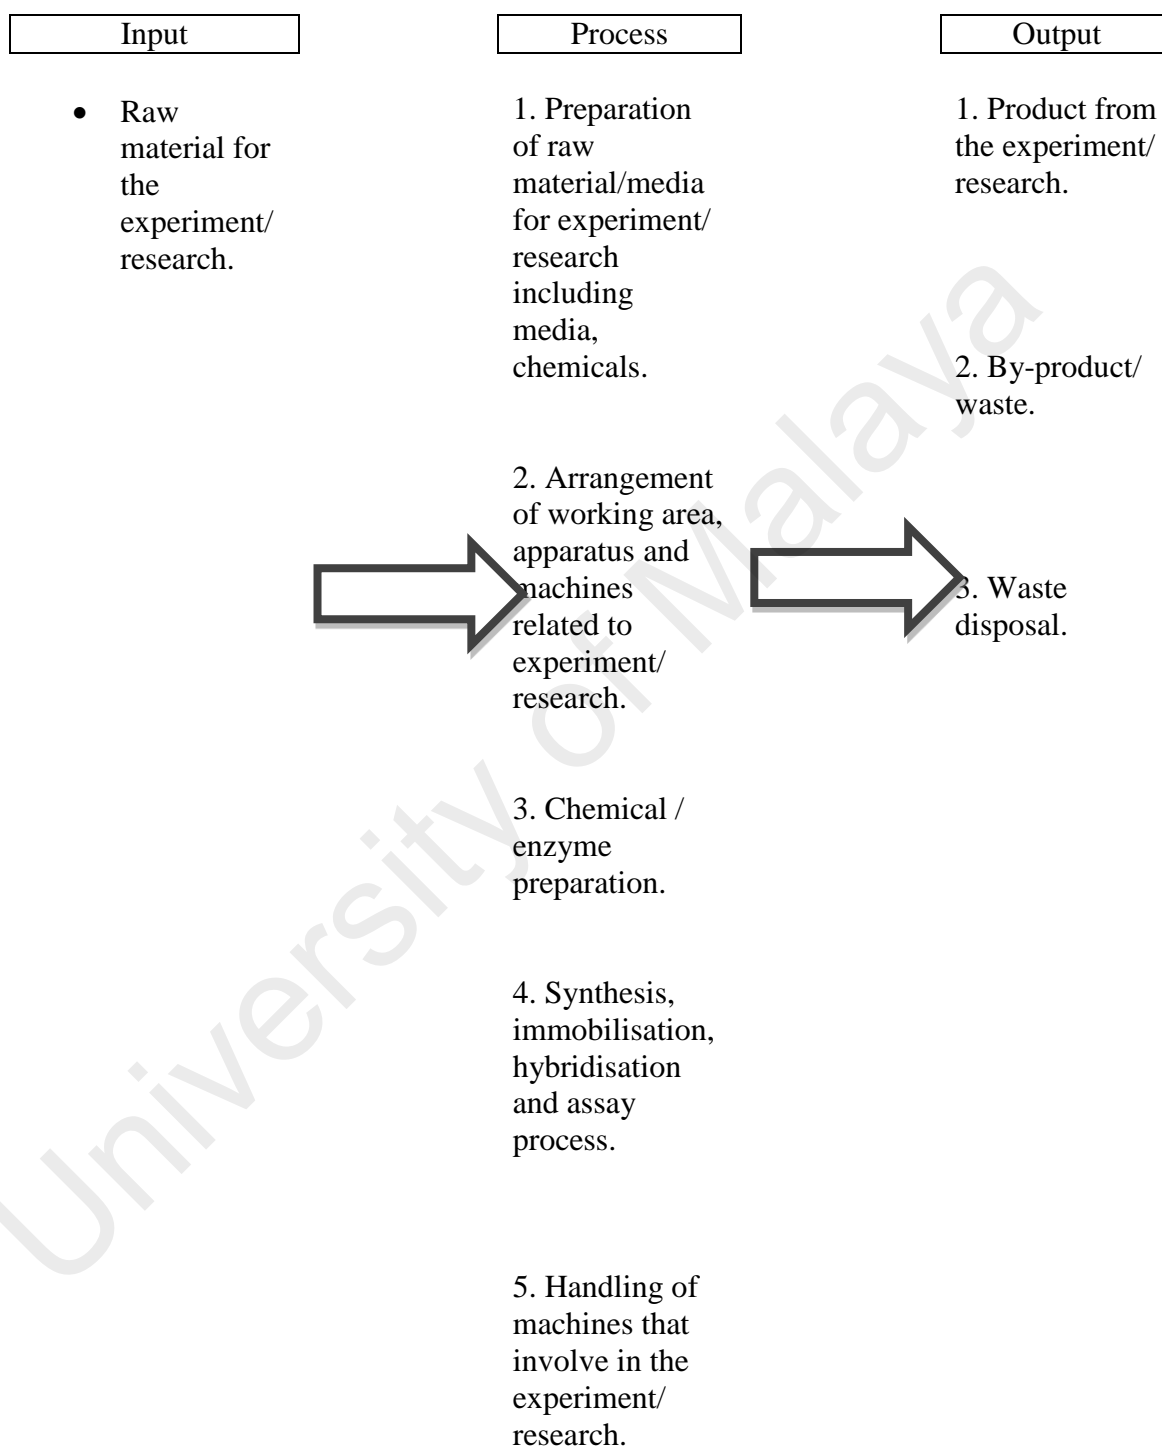 Input
Process
Output
• Raw
material for
the
experiment/
research.
1. Preparation
of raw
material/media
for experiment/
research
including
media,
chemicals.
2. Arrangement
of working area,
apparatus and
machines
related to
experiment/
research.
3. Chemical /
enzyme
preparation.
4. Synthesis,
immobilisation,
hybridisation
and assay
process.
5. Handling of
machines that
involve in the
experiment/
research.
1. Product from
the experiment/
research.
2. By-product/
waste.
3. Waste
disposal.
University of Malaya